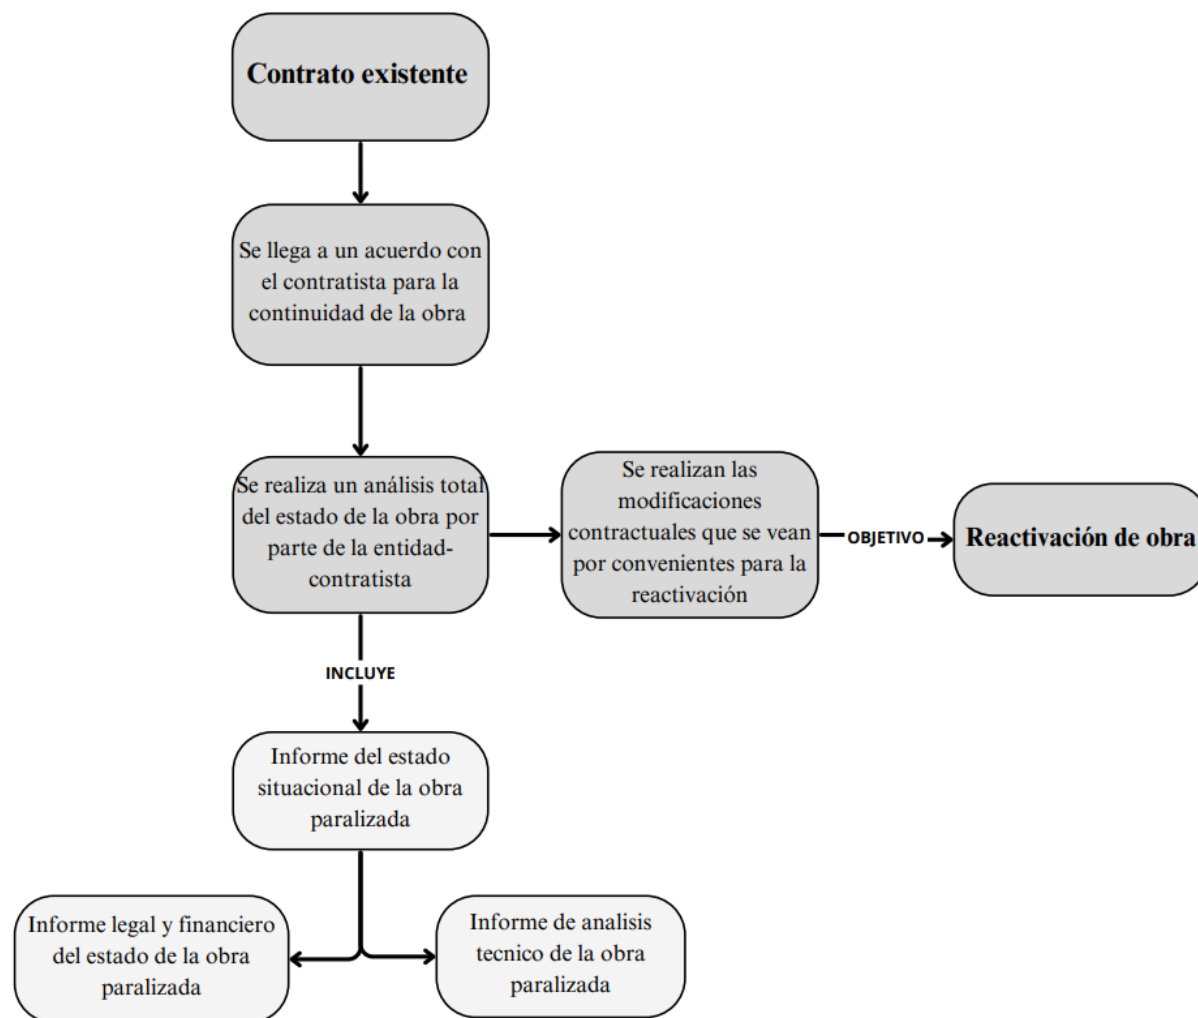 Contrato existente
Se llega a un acuerdo con
el contratista para la
continuidad de la obra
Se realiza un análisis total
del estado de la obra por
parte de la entidad-
contratista
Se realizan las
modificaciones
contractuales que se vean
por convenientes para la
reactivación
OBJETIVO
Reactivación de obra
INCLUYE
Informe del estado
situacional de la obra
paralizada
Informe legal y financiero
del estado de la obra
paralizada
Informe de analisis
tecnico de la obra
paralizada